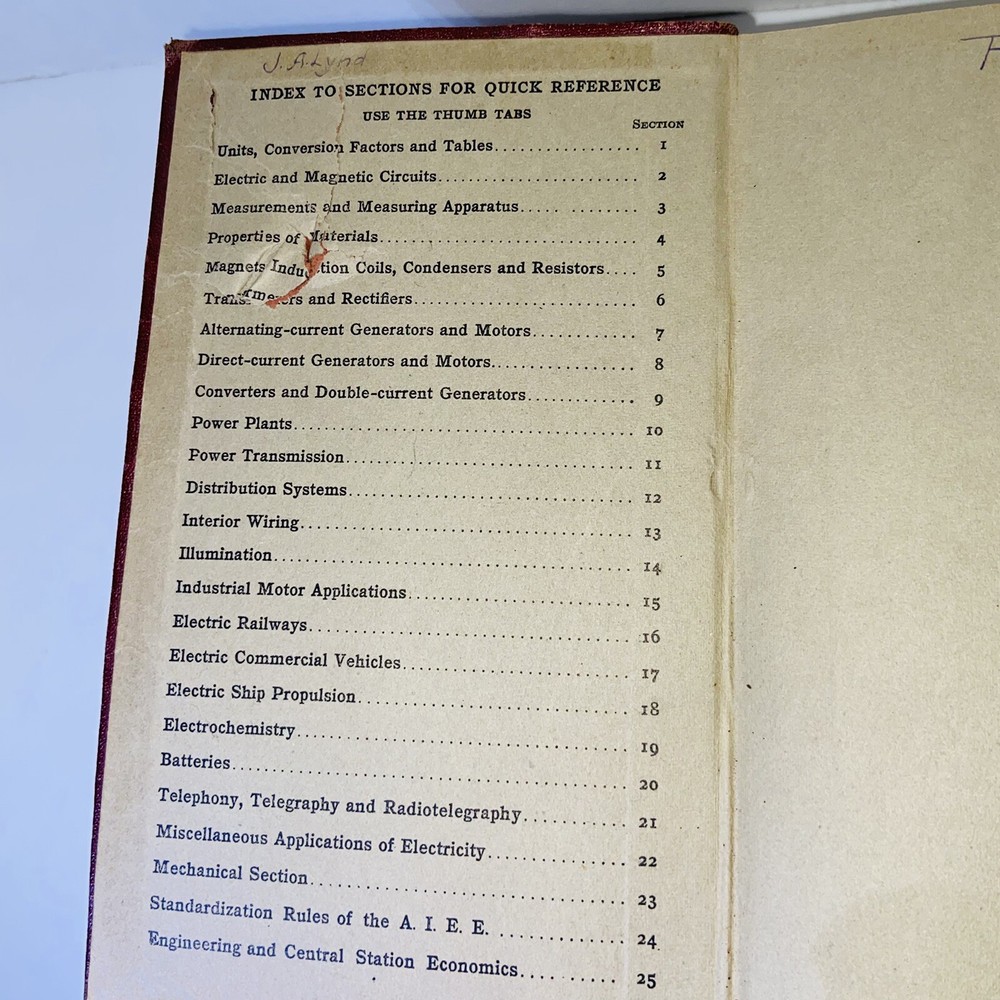 J. A. Lynd
INDEX TO SECTIONS FOR QUICK REFERENCE
USE THE THUMB TABS
SECTION
Units, Conversion Factors and Tables.................. 1
Electric and Magnetic Circuits......................... 2
Measurements and Measuring Apparatus..... ........ 3
Properties of Materials................................ 4
Magnets Induction Coils, Condensers and Resistors.... 5
Transformers and Rectifiers........................... 6
Alternating-current Generators and Motors............ 7
Direct-current Generators and Motors................. 8
Converters and Double-current Generators............. 9
Power Plants.......................................... 10
Power Transmission.................................... 11
Distribution Systems.................................. 12
Interior Wiring....................................... 13
Illumination.......................................... 14
Industrial Motor Applications......................... 15
Electric Railways..................................... 16
Electric Commercial Vehicles.......................... 17
Electric Ship Propulsion.............................. 18
Electrochemistry...................................... 19
Batteries............................................. 20
Telephony, Telegraphy and Radiotelegraphy............ 21
Miscellaneous Applications of Electricity............. 22
Mechanical Section.................................... 23
Standardization Rules of the A. I. E. E. ............. 24
Engineering and Central Station Economics.... ....... 25